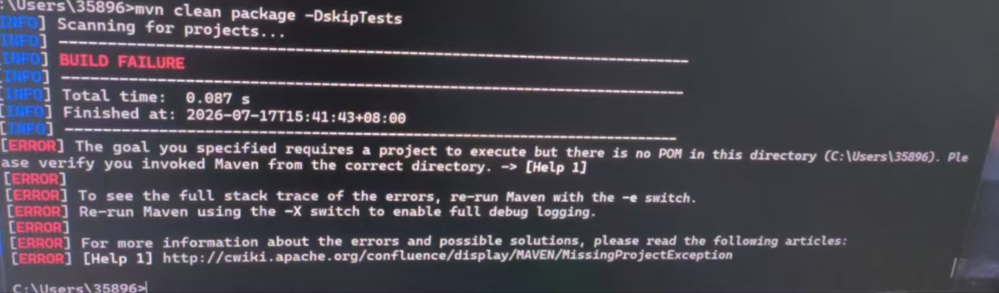 :\Users\35896>mvn clean package -DskipTests
[INFO] Scanning for projects...
[INFO] ------------------------------------------------------------------------
[INFO] BUILD FAILURE
[INFO] ------------------------------------------------------------------------
[INFO] Total time:  0.087 s
[INFO] Finished at: 2026-07-17T15:41:43+08:00
[INFO] ------------------------------------------------------------------------
[ERROR] The goal you specified requires a project to execute but there is no POM in this directory (C:\Users\35896). Ple
ase verify you invoked Maven from the correct directory. -> [Help 1]
[ERROR]
[ERROR] To see the full stack trace of the errors, re-run Maven with the -e switch.
[ERROR] Re-run Maven using the -X switch to enable full debug logging.
[ERROR]
[ERROR] For more information about the errors and possible solutions, please read the following articles:
[ERROR] [Help 1] http://cwiki.apache.org/confluence/display/MAVEN/MissingProjectException
C:\Users\35896>